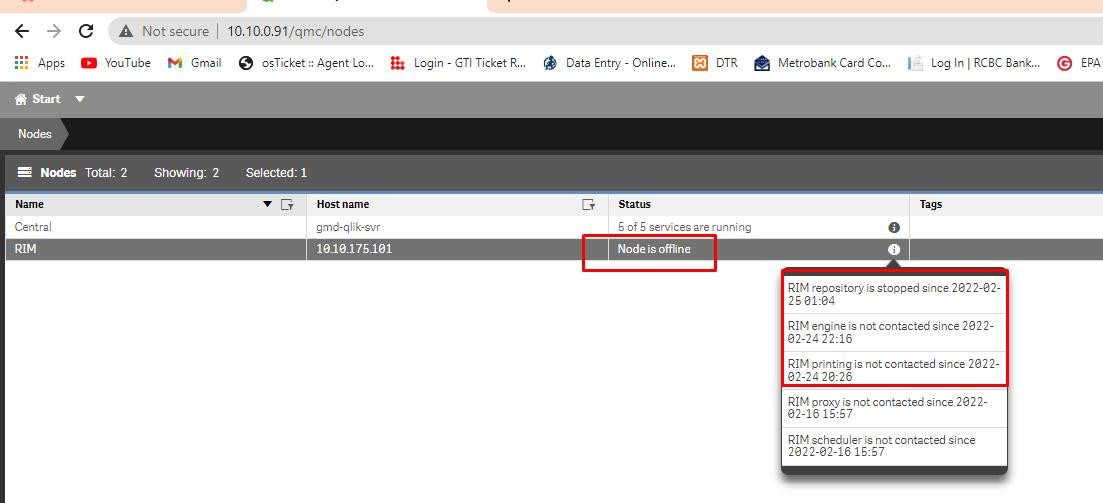 Not secure | 10.10.0.91/qmc/nodes
Apps YouTube Gmail osTicket :: Agent Lo... Login - GTI Ticket R... Data Entry - Online... DTR Metrobank Card Co... Log In | RCBC Bank... EPA
Start
Nodes
Nodes Total: 2 Showing: 2 Selected: 1
Name Host name Status Tags
Central gmd-qlik-svr 5 of 5 services are running
RIM 10.10.175.101 Node is offline
RIM repository is stopped since 2022-02-
25 01:04
RIM engine is not contacted since 2022-
02-24 22:16
RIM printing is not contacted since 2022-
02-24 20:26
RIM proxy is not contacted since 2022-
02-16 15:57
RIM scheduler is not contacted since
2022-02-16 15:57